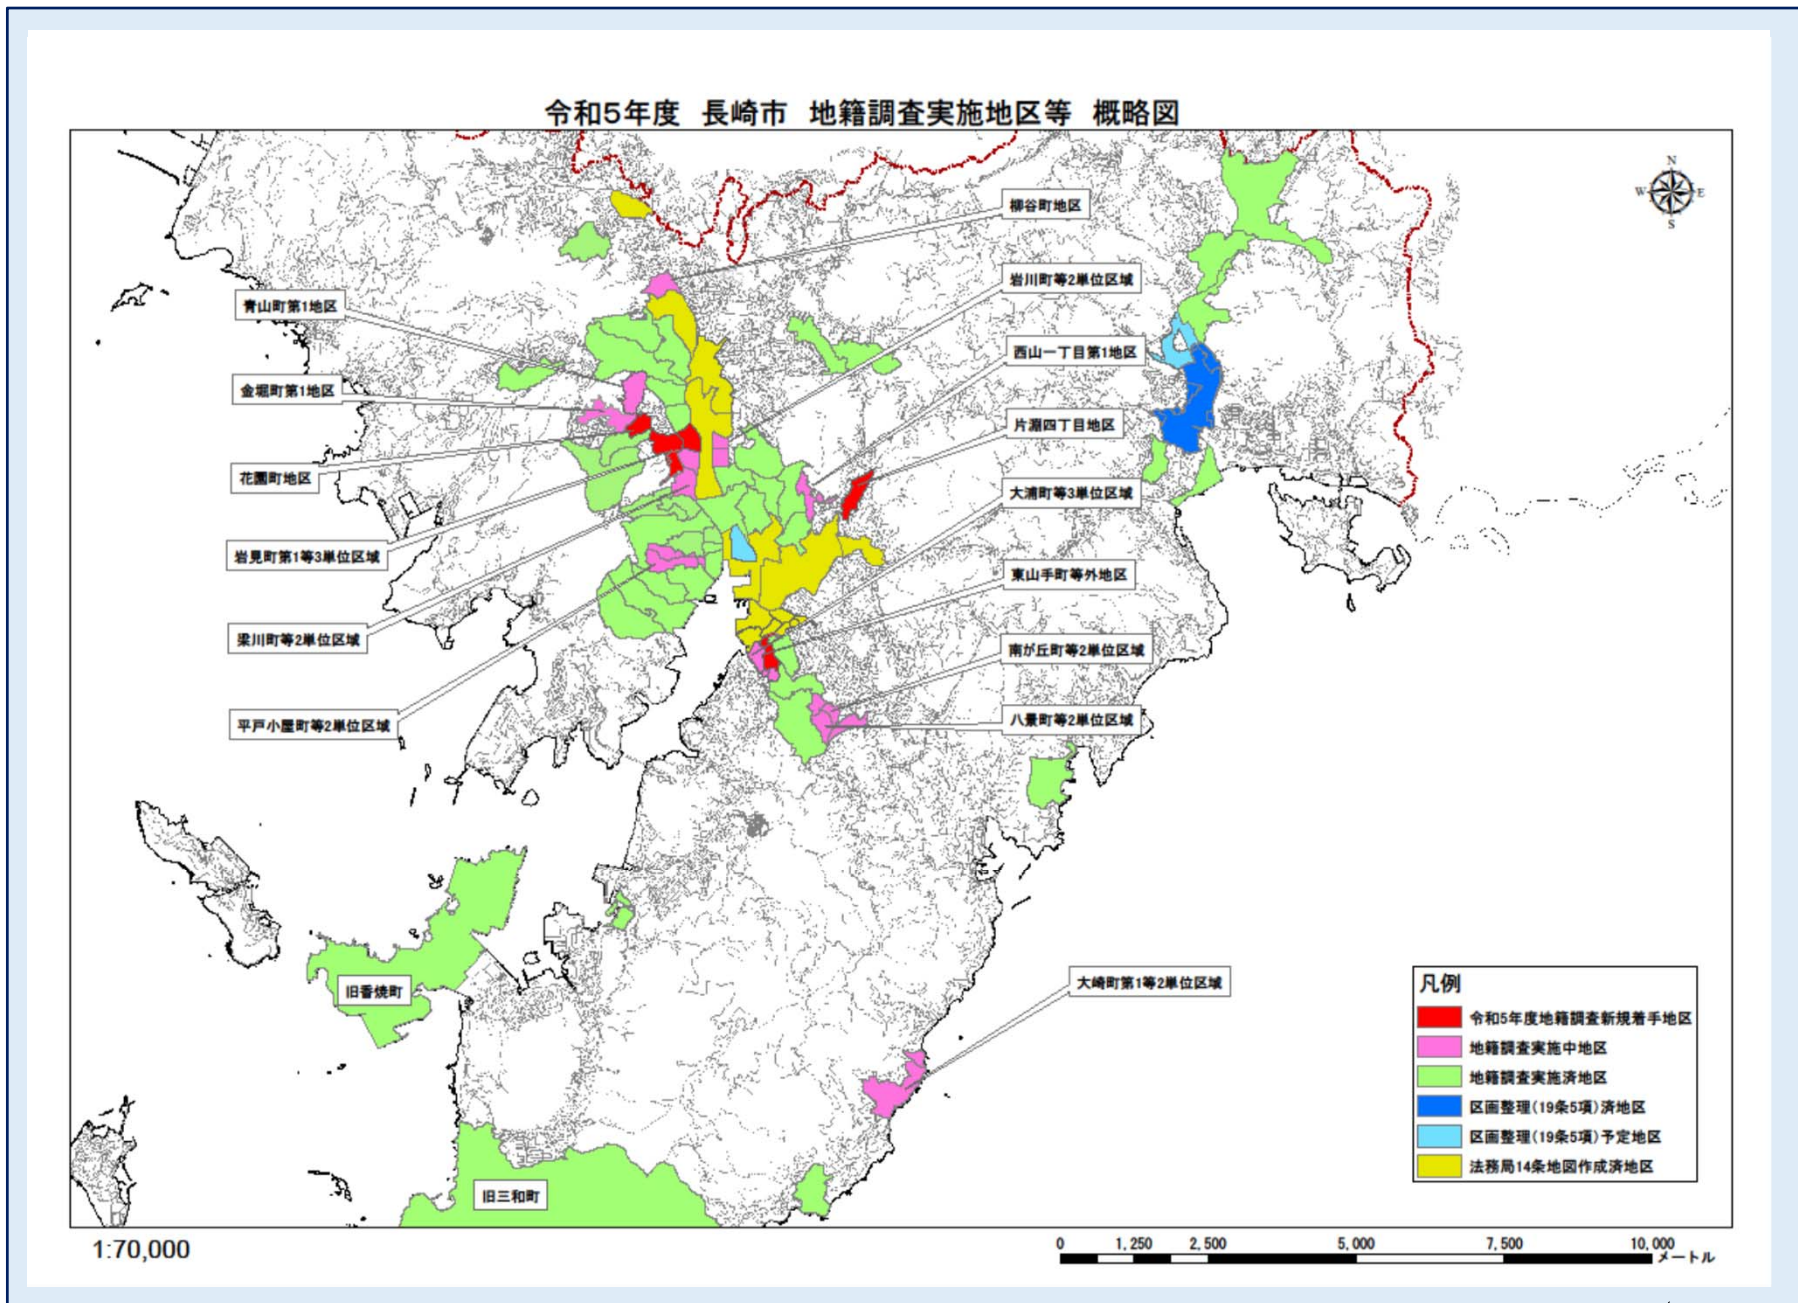 令和5年度 長崎市 地籍調査実施地区等 概略図
N
W
E
S
柳谷町地区
岩川町等2単位区域
青山町第1地区
西山一丁目第1地区
金堀町第1地区
片淵四丁目地区
花園町地区
大浦町等3単位区域
岩見町第1等3単位区域
東山手町等外地区
梁川町等2単位区域
南が丘町等2単位区域
平戸小屋町等2単位区域
八景町等2単位区域
旧香焼町
大崎町第1等2単位区域
旧三和町
凡例
令和5年度地籍調査新規着手地区
地籍調査実施中地区
地籍調査実施済地区
区画整理(19条5項)済地区
区画整理(19条5項)予定地区
法務局14条地図作成済地区
1:70,000
0 1,250 2,500 5,000 7,500 10,000
メートル